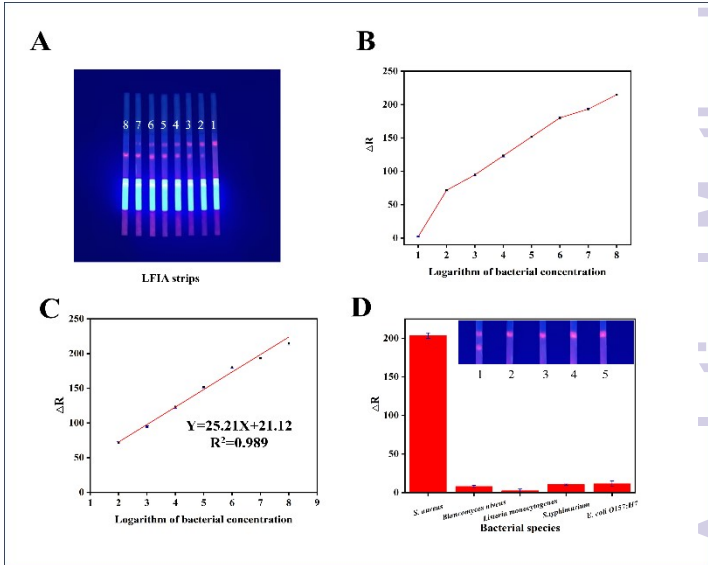 A
8 7 6 5 4 3 2 1
LFIA strips
B
250
200
150
100
50
0
ΔR
1 2 3 4 5 6 7 8
Logarithm of bacterial concentration
C
250
200
150
100
50
0
ΔR
Y=25.21X+21.12
R²=0.989
1 2 3 4 5 6 7 8 9
Logarithm of bacterial concentration
D
200
150
100
50
0
ΔR
1 2 3 4 5
S. aureus
Listeria monocytogenes
S.typhimurium
E. coli O157:H7
Bacterial species